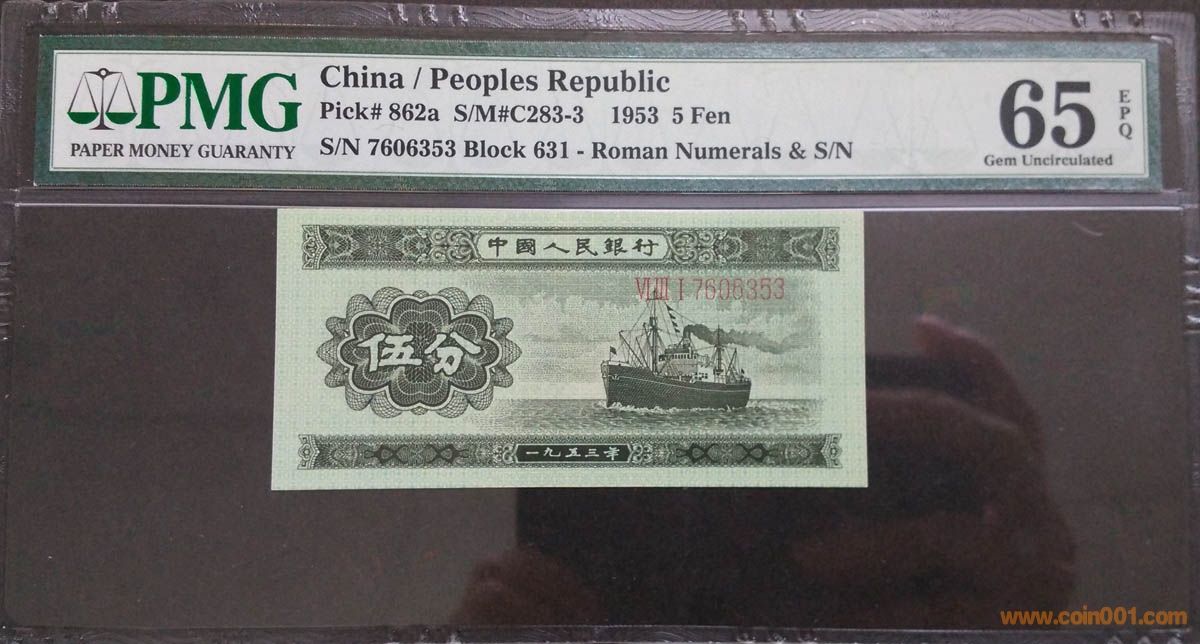 PMG
PAPER MONEY GUARANTY
China / Peoples Republic
Pick# 862a S/M#C283-3 1953 5 Fen
S/N 7606353 Block 631 - Roman Numerals & S/N
65
EPQ
Gem Uncirculated
中國人民銀行
VI III I 7606353
伍分
一九五三年
www.coin001.com